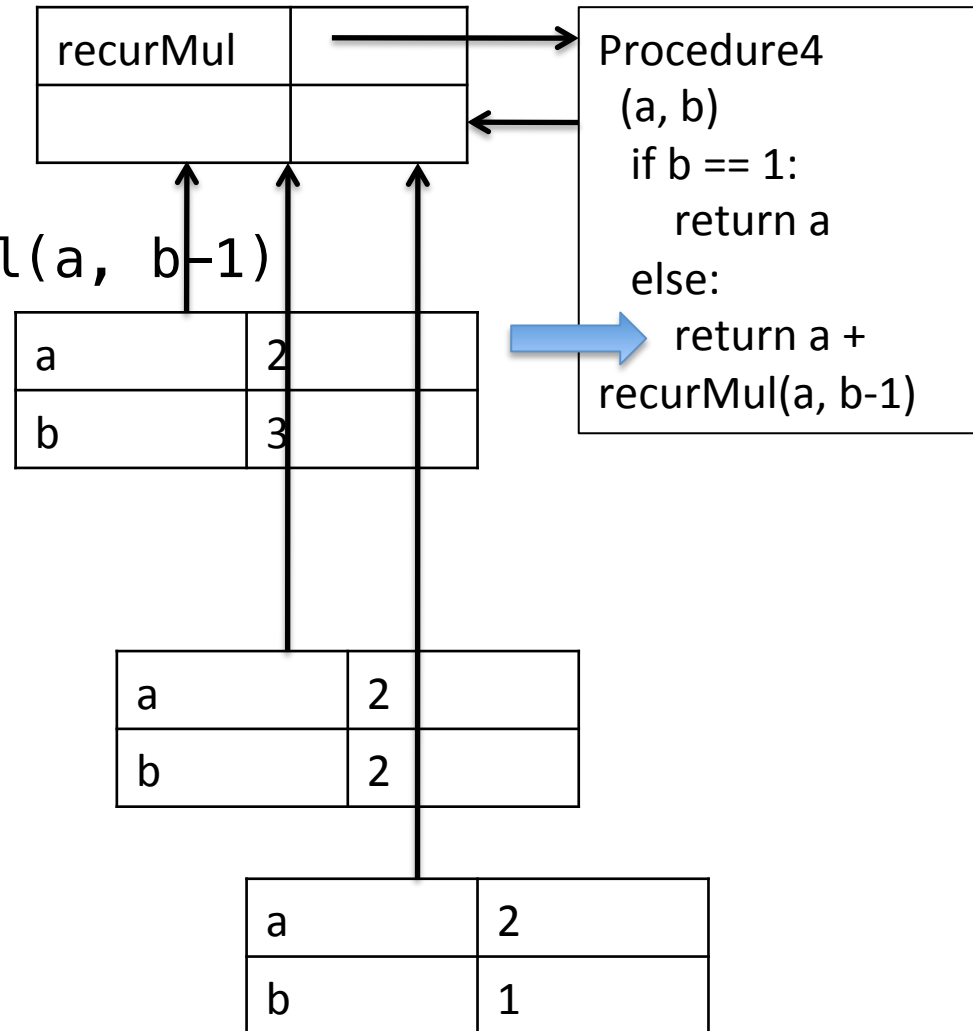 recurMul
Procedure4
(a, b)
if b == 1:
return a
else:
return a +
recurMul(a, b-1)
l(a, b-1)
a 2
b 3
a 2
b 2
a 2
b 1